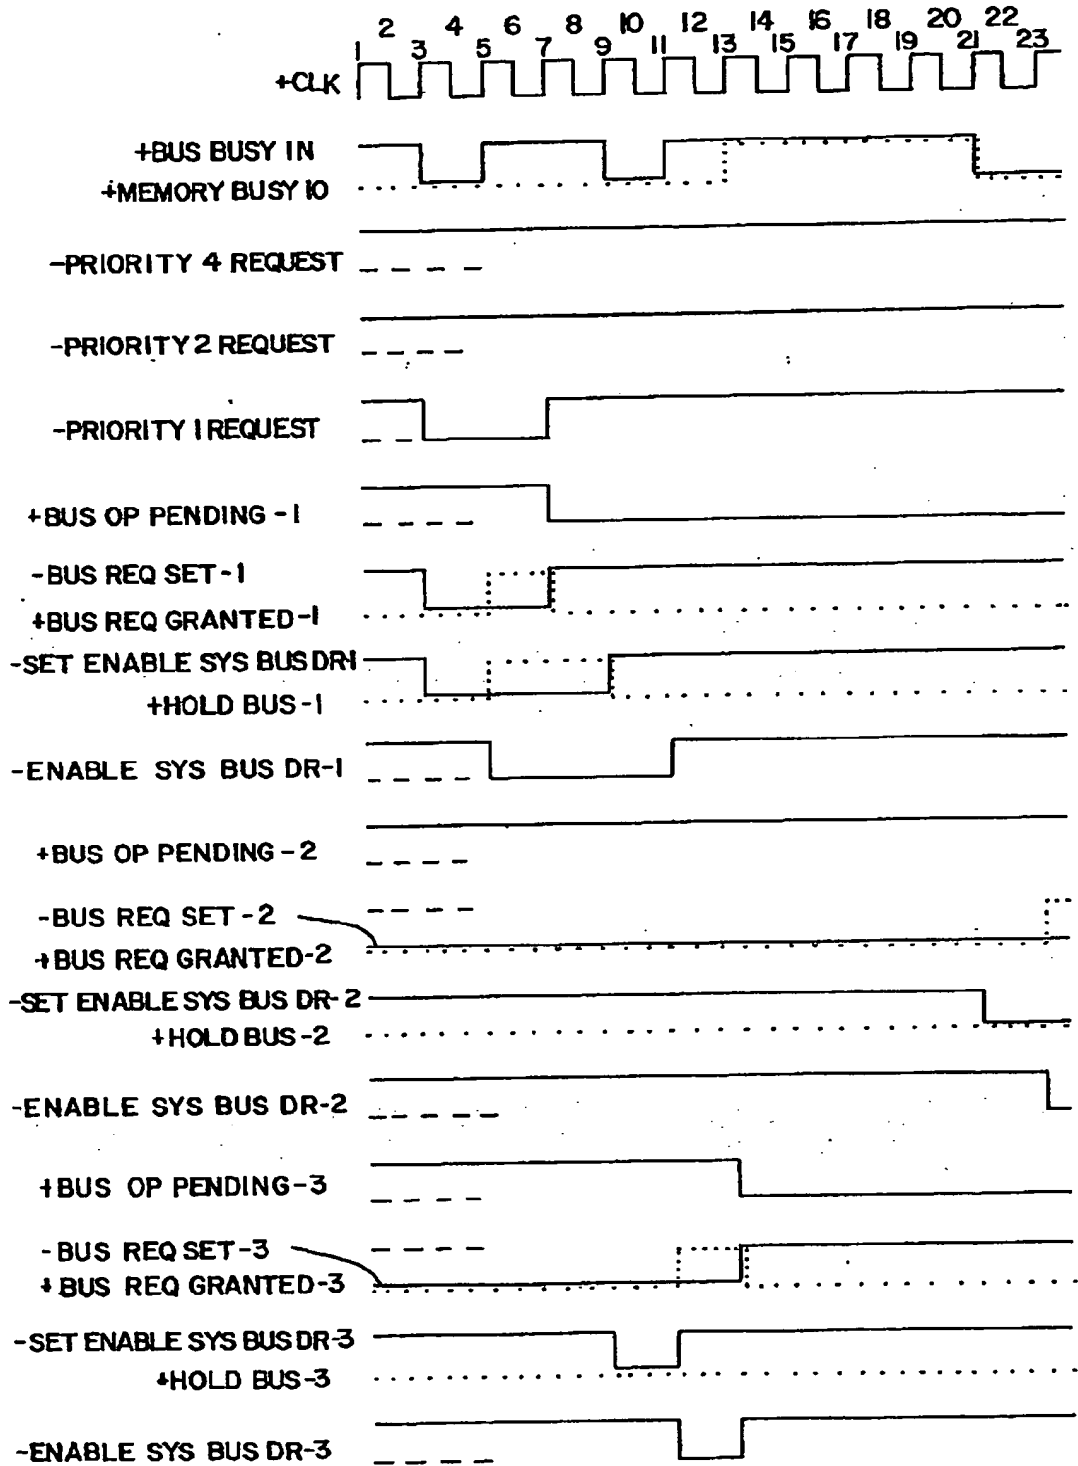 2 4 6 8 10 12 14 16 18 20 22
1 3 5 7 9 11 13 15 17 19 21 23
+CLK
+BUS BUSY IN
+MEMORY BUSY 10
-PRIORITY 4 REQUEST
-PRIORITY 2 REQUEST
-PRIORITY 1 REQUEST
+BUS OP PENDING-1
-BUS REQ SET-1
+BUS REQ GRANTED-1
-SET ENABLE SYS BUS DR-1
+HOLD BUS-1
-ENABLE SYS BUS DR-1
+BUS OP PENDING-2
-BUS REQ SET-2
+BUS REQ GRANTED-2
-SET ENABLE SYS BUS DR-2
+HOLD BUS-2
-ENABLE SYS BUS DR-2
+BUS OP PENDING-3
-BUS REQ SET-3
+BUS REQ GRANTED-3
-SET ENABLE SYS BUS DR-3
+HOLD BUS-3
-ENABLE SYS BUS DR-3